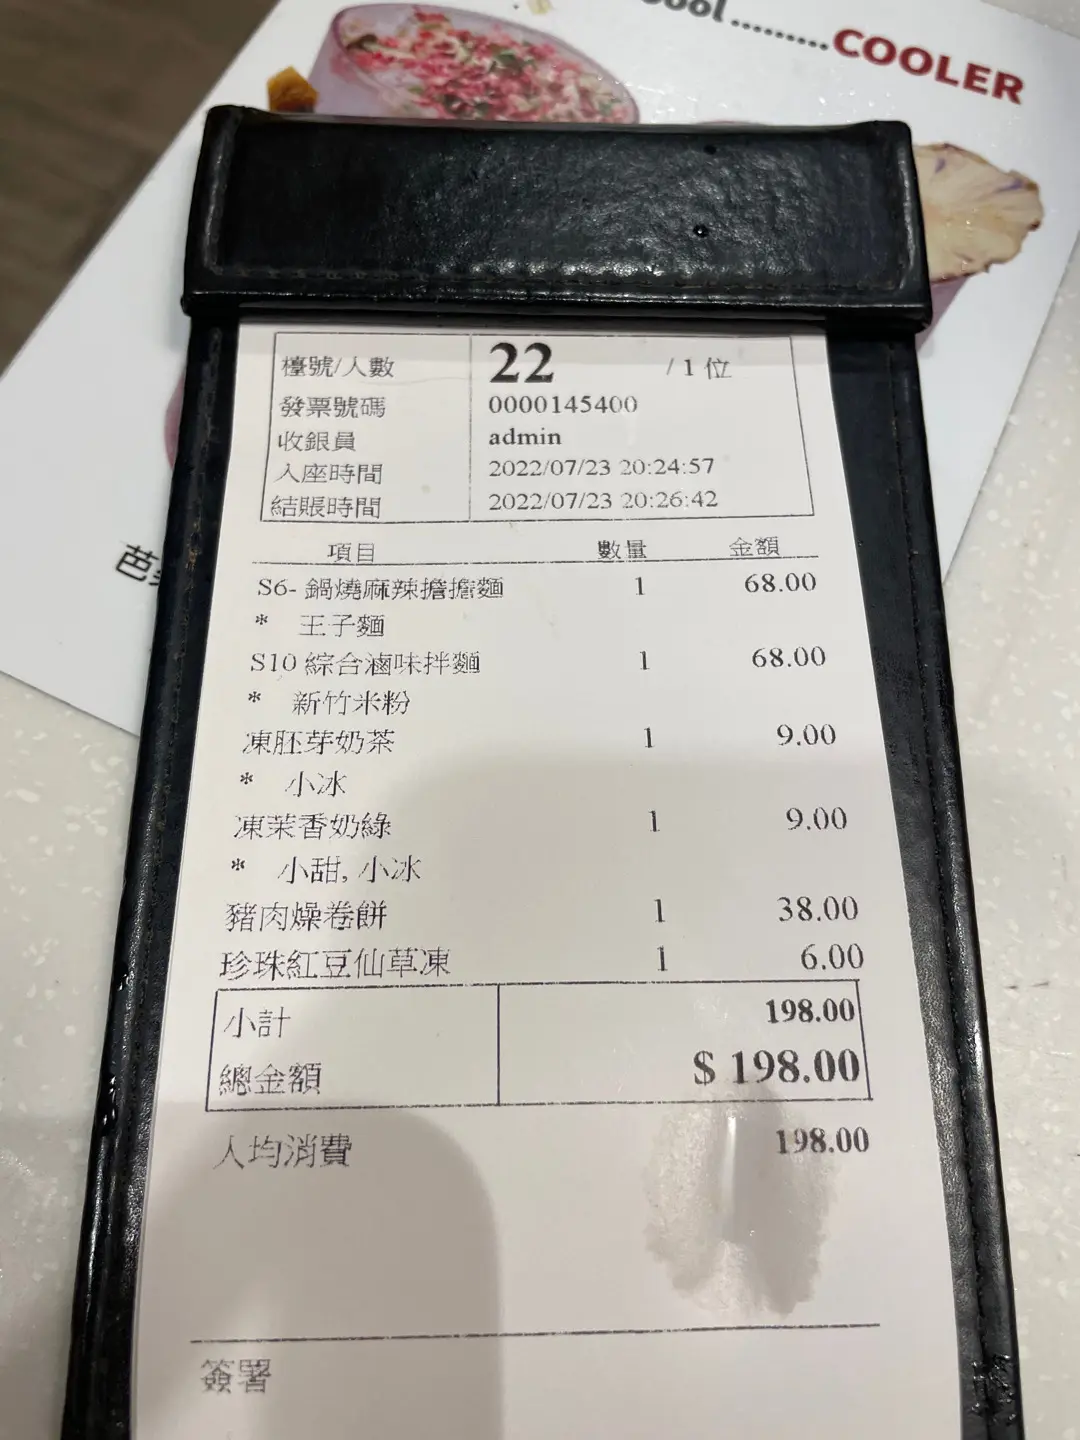 COOLER
檯號/人數 22 / 1 位
發票號碼 0000145400
收銀員 admin
入座時間 2022/07/23 20:24:57
結賬時間 2022/07/23 20:26:42
項目 數量 金額
S6- 鍋燒麻辣擔擔麵 1 68.00
* 王子麵
S10 綜合滷味拌麵 1 68.00
* 新竹米粉
凍胚芽奶茶 1 9.00
* 小冰
凍茉香奶綠 1 9.00
* 小甜, 小冰
豬肉燥卷餅 1 38.00
珍珠紅豆仙草凍 1 6.00
小計 198.00
總金額 $ 198.00
人均消費 198.00
簽署
芭